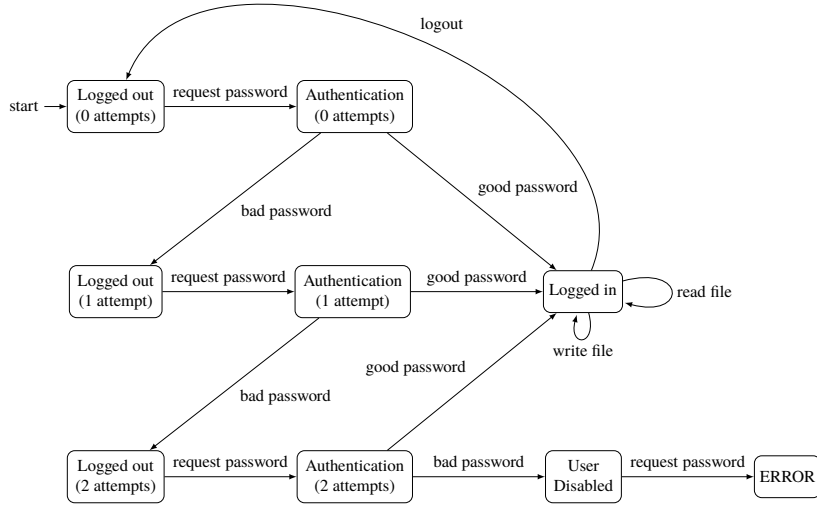 logout
start
Logged out
(0 attempts)
request password
Authentication
(0 attempts)
good password
bad password
Logged out
(1 attempt)
request password
Authentication
(1 attempt)
good password
Logged in
read file
write file
good password
bad password
Logged out
(2 attempts)
request password
Authentication
(2 attempts)
bad password
User
Disabled
request password
ERROR